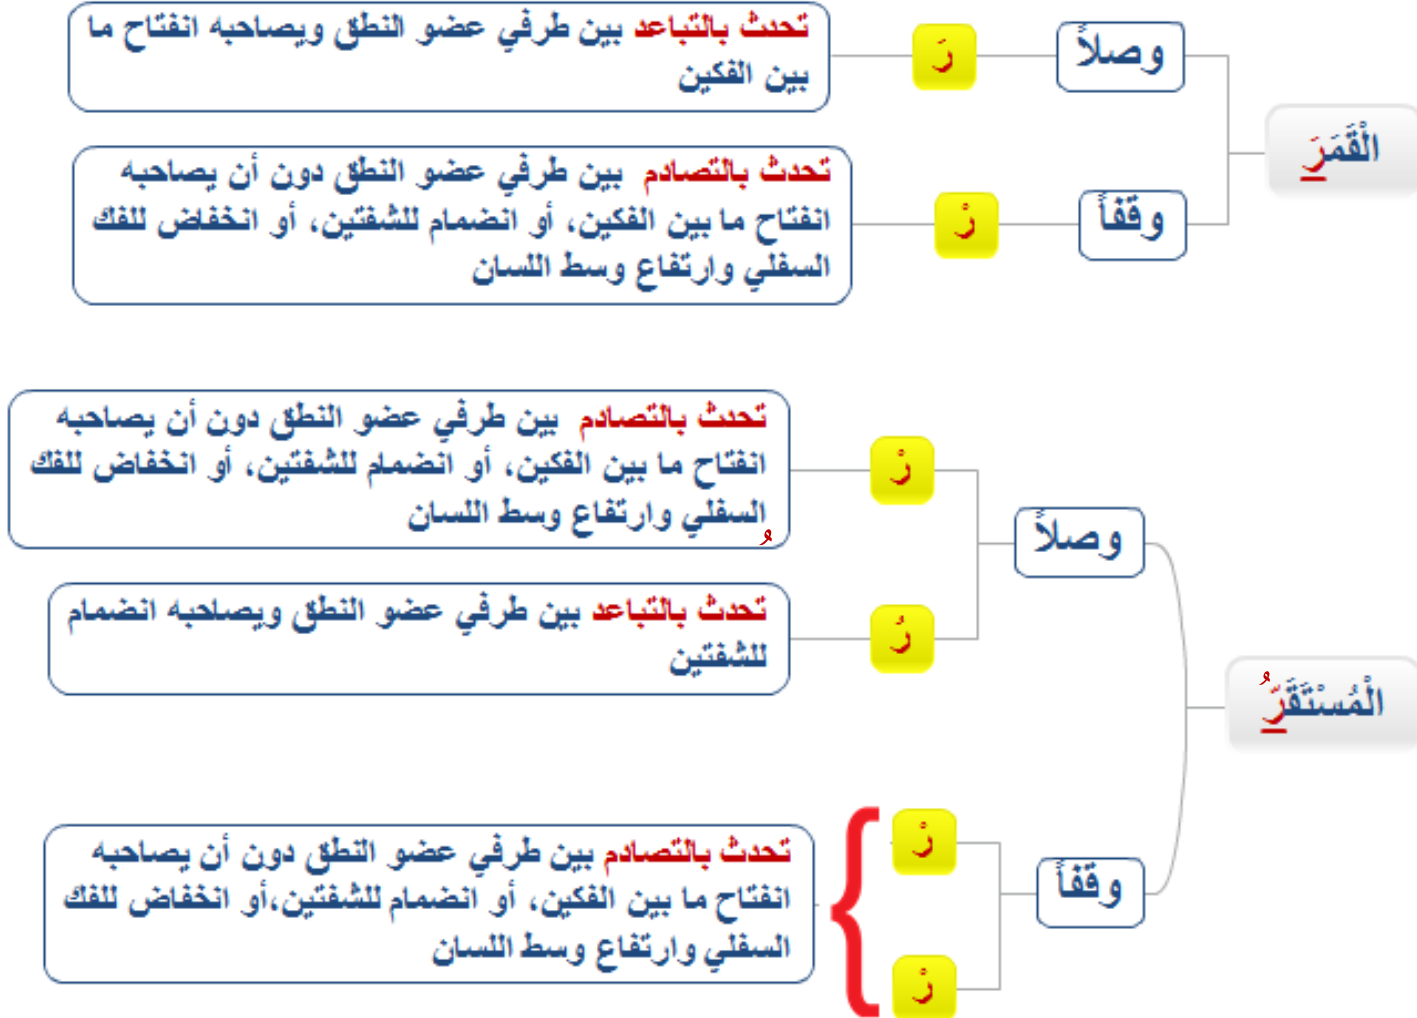 الْقَمَرَ
وصلاً
رَ
تحدث بالتباعد بين طرفي عضو النطق ويصاحبه انفتاح ما
بين الفكين
وقفاً
رْ
تحدث بالتصادم بين طرفي عضو النطق دون أن يصاحبه
انفتاح ما بين الفكين، أو انضمام للشفتين، أو انخفاض للفك
السفلي وارتفاع وسط اللسان
الْمُسْتَقَرُّ
وصلاً
رْ
تحدث بالتصادم بين طرفي عضو النطق دون أن يصاحبه
انفتاح ما بين الفكين، أو انضمام للشفتين، أو انخفاض للفك
السفلي وارتفاع وسط اللسان
رُ
تحدث بالتباعد بين طرفي عضو النطق ويصاحبه انضمام
للشفتين
وقفاً
رْ
رْ
تحدث بالتصادم بين طرفي عضو النطق دون أن يصاحبه
انفتاح ما بين الفكين، أو انضمام للشفتين،أو انخفاض للفك
السفلي وارتفاع وسط اللسان